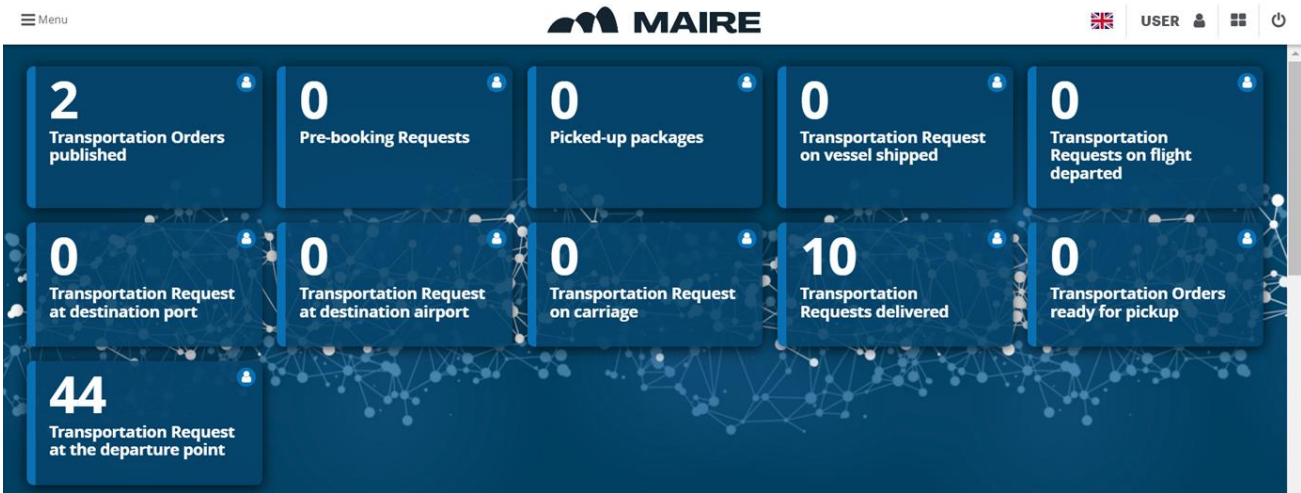 Menu
MAIRE
USER
2
Transportation Orders
published
0
Pre-booking Requests
0
Picked-up packages
0
Transportation Request
on vessel shipped
0
Transportation
Requests on flight
departed
0
Transportation Request
at destination port
0
Transportation Request
at destination airport
0
Transportation Request
on carriage
10
Transportation
Requests delivered
0
Transportation Orders
ready for pickup
44
Transportation Request
at the departure point